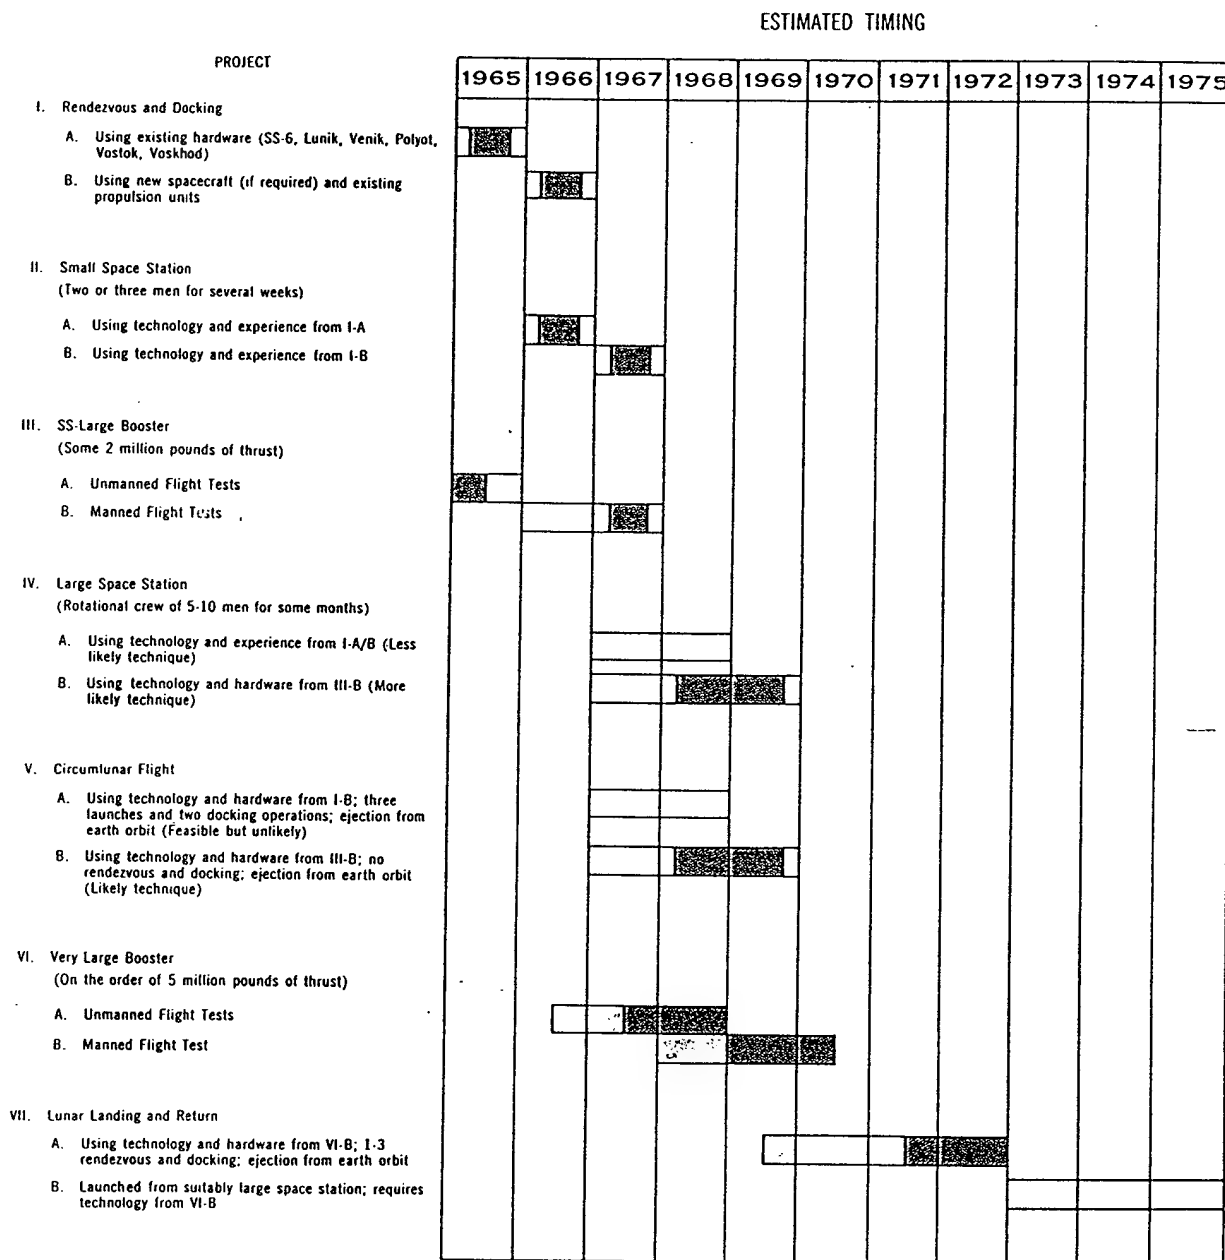 ESTIMATED TIMING
PROJECT
1965 1966 1967 1968 1969 1970 1971 1972 1973 1974 1975
I. Rendezvous and Docking
A. Using existing hardware (SS-6, Lunik, Venik, Polyot,
Vostok, Voskhod)
B. Using new spacecraft (if required) and existing
propulsion units
II. Small Space Station
(Two or three men for several weeks)
A. Using technology and experience from I-A
B. Using technology and experience from I-B
III. SS-Large Booster
(Some 2 million pounds of thrust)
A. Unmanned Flight Tests
B. Manned Flight Tests
IV. Large Space Station
(Rotational crew of 5-10 men for some months)
A. Using technology and experience from I-A/B (Less
likely technique)
B. Using technology and hardware from III-B (More
likely technique)
V. Circumlunar Flight
A. Using technology and hardware from I-B; three
launches and two docking operations; ejection from
earth orbit (Feasible but unlikely)
B. Using technology and hardware from III-B; no
rendezvous and docking; ejection from earth orbit
(Likely technique)
VI. Very Large Booster
(On the order of 5 million pounds of thrust)
A. Unmanned Flight Tests
B. Manned Flight Test
VII. Lunar Landing and Return
A. Using technology and hardware from VI-B; 1-3
rendezvous and docking; ejection from earth orbit
B. Launched from suitably large space station; requires
technology from VI-B